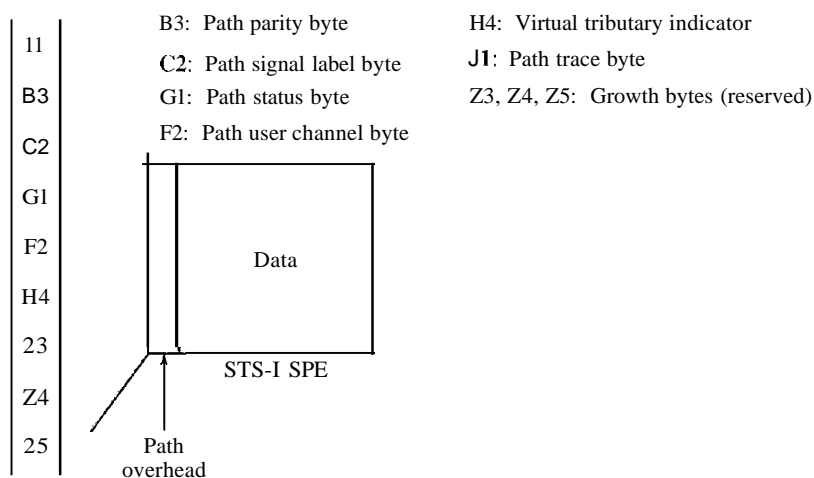 B3: Path parity byte
C2: Path signal label byte
G1: Path status byte
F2: Path user channel byte
H4: Virtual tributary indicator
J1: Path trace byte
Z3, Z4, Z5: Growth bytes (reserved)
11
B3
C2
G1
F2
H4
23
Z4
25
Data
STS-I SPE
Path
overhead